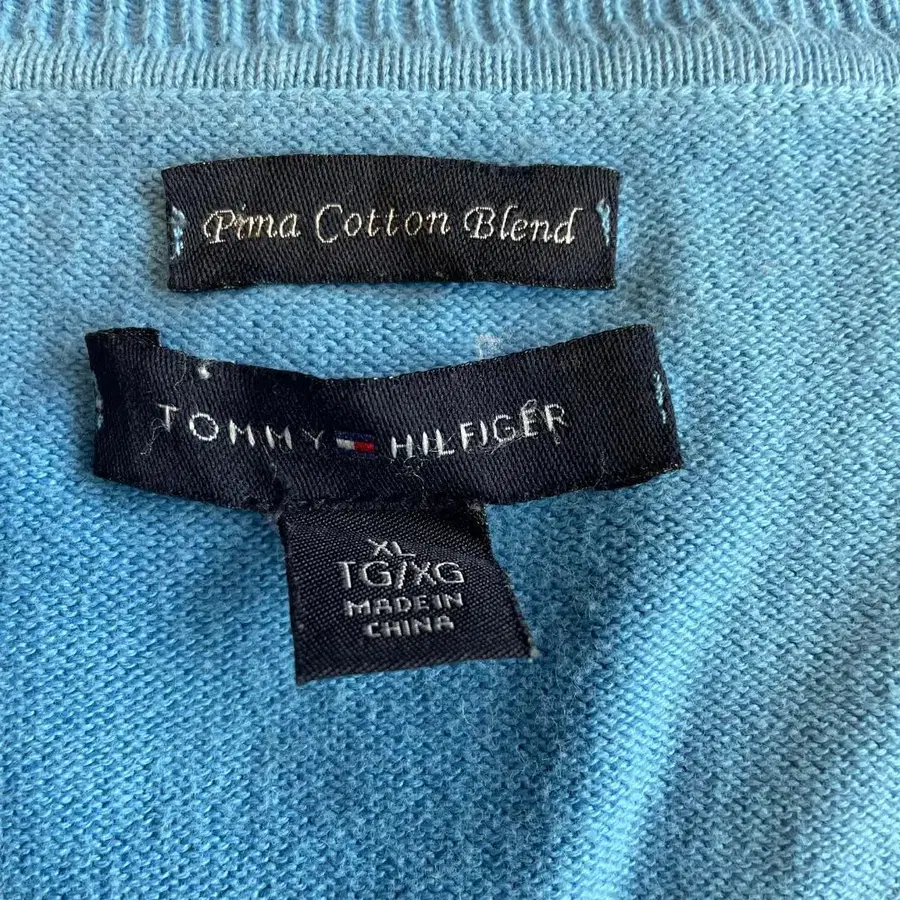 Pima Cotton Blend
TOMMY HILFIGER
XL
TG/XG
MADE IN
CHINA